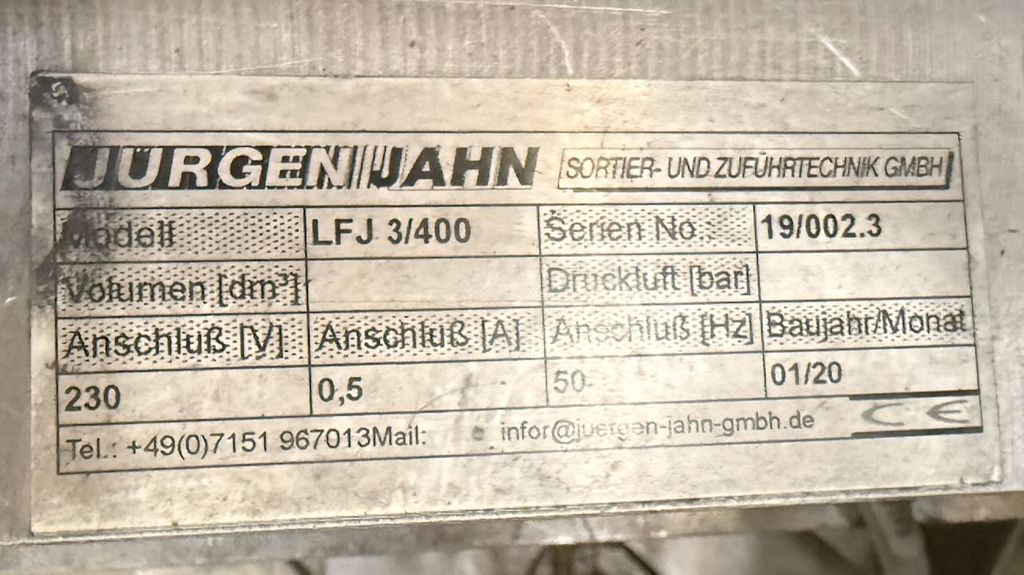 JÜRGEN JAHN SORTIER- UND ZUFÜHRTECHNIK GMBH
Modell LFJ 3/400 Serien No. 19/002.3
Volumen [dm³] Druckluft [bar]
Anschluß [V] Anschluß [A] Anschluß [Hz] Baujahr/Monat
230 0,5 50 01/20
Tel.: +49(0)7151 967013Mail: infor@juergen-jahn-gmbh.de CE